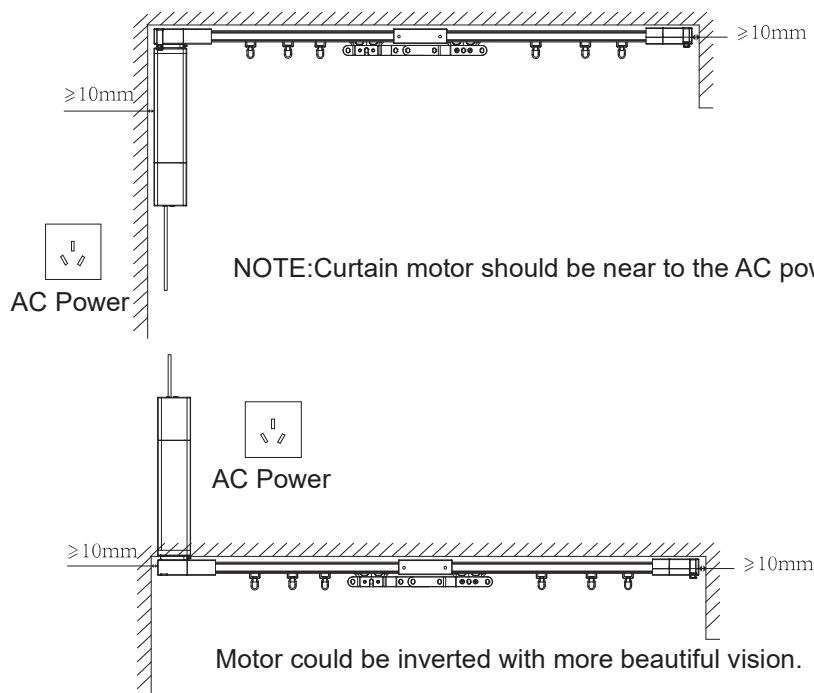 ≥10mm
≥10mm
AC Power
NOTE:Curtain motor should be near to the AC
AC Power
≥10mm
≥10mm
Motor could be inverted with more beautiful vision.